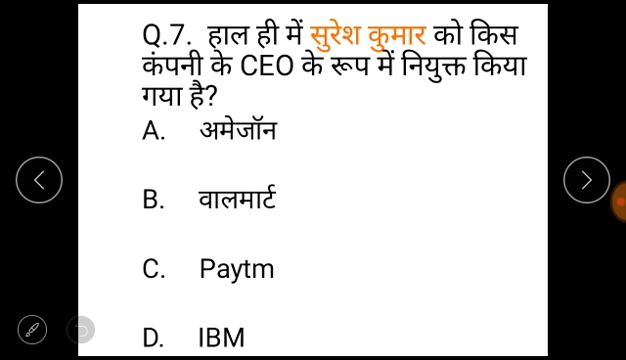 Q.7. हाल ही में सुरेश कुमार को किस
कंपनी के CEO के रूप में नियुक्त किया
गया है?
A. अमेजॉन
B. वालमार्ट
C. Paytm
D. IBM